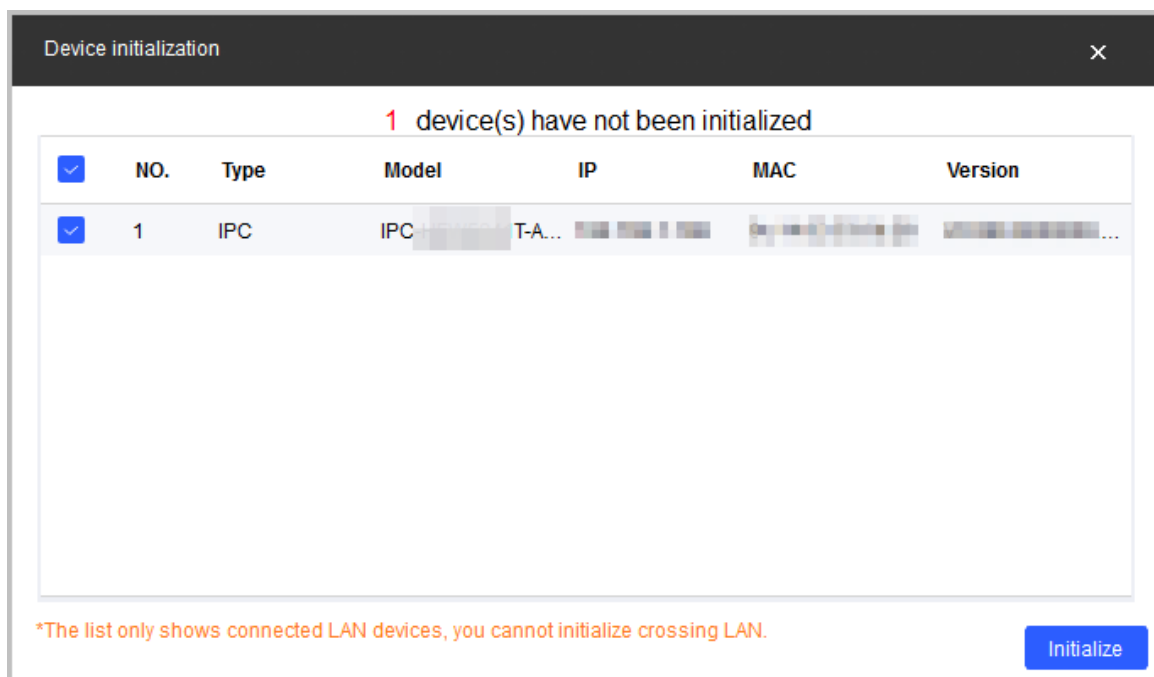 Device initialization
1 device(s) have not been initialized
NO. Type Model IP MAC Version
1 IPC IPC T-A... ...
*The list only shows connected LAN devices, you cannot initialize crossing LAN.
Initialize